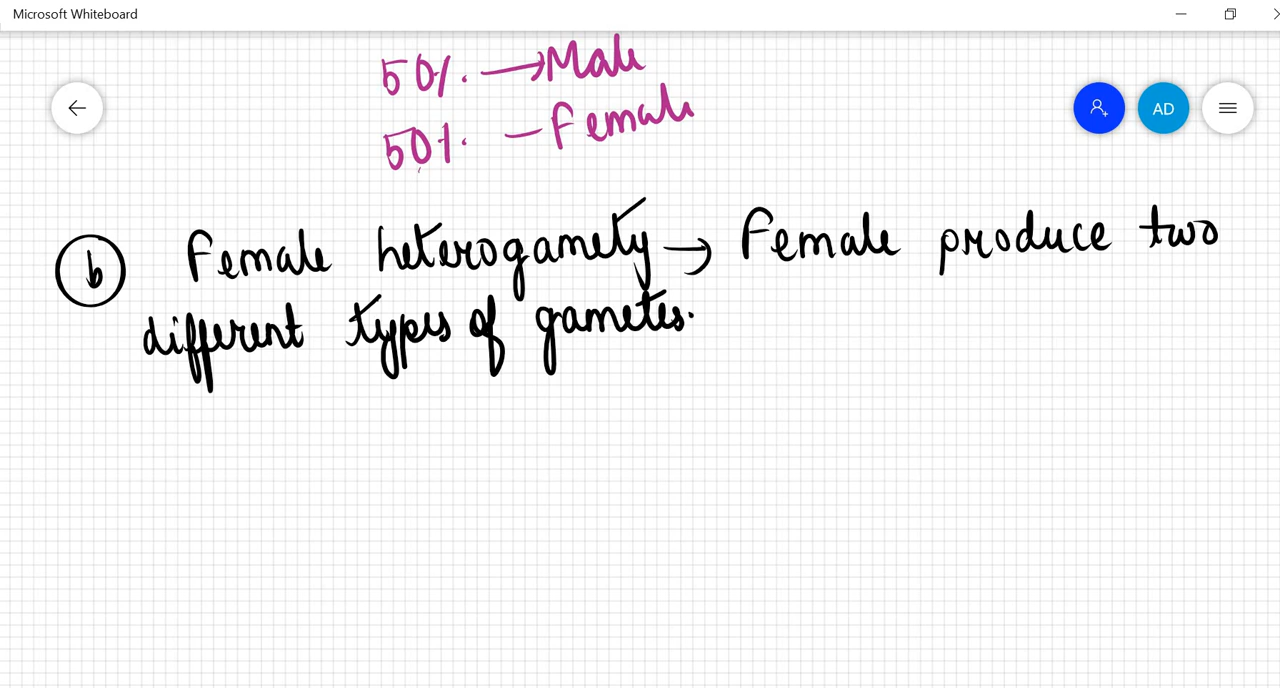 Microsoft Whiteboard
50% → Male
50% - Female
AD
b Female heterogamety → Female produce two
different types of gametes.